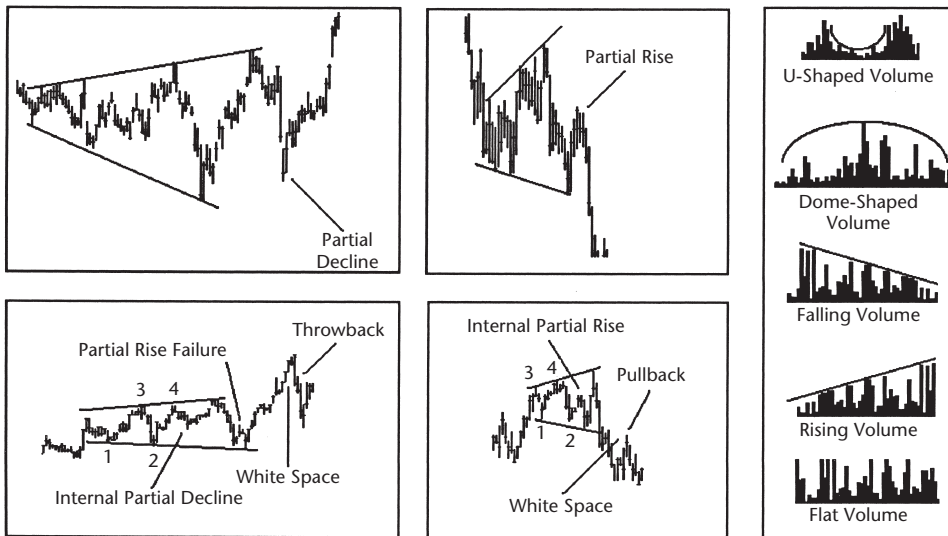 Partial
Decline
Partial Rise
U-Shaped Volume
Dome-Shaped
Volume
Falling Volume
Rising Volume
Flat Volume
Throwback
Partial Rise Failure
3 4
1 2
White Space
Internal Partial Decline
Internal Partial Rise
3 4
Pullback
1 2
White Space